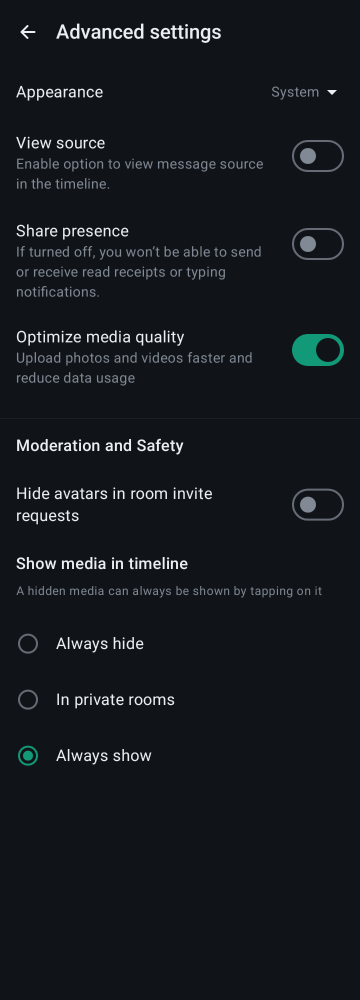 Advanced settings
Appearance
System
View source
Enable option to view message source
in the timeline.
Share presence
If turned off, you won't be able to send
or receive read receipts or typing
notifications.
Optimize media quality
Upload photos and videos faster and
reduce data usage
Moderation and Safety
Hide avatars in room invite
requests
Show media in timeline
A hidden media can always be shown by tapping on it
Always hide
In private rooms
Always show